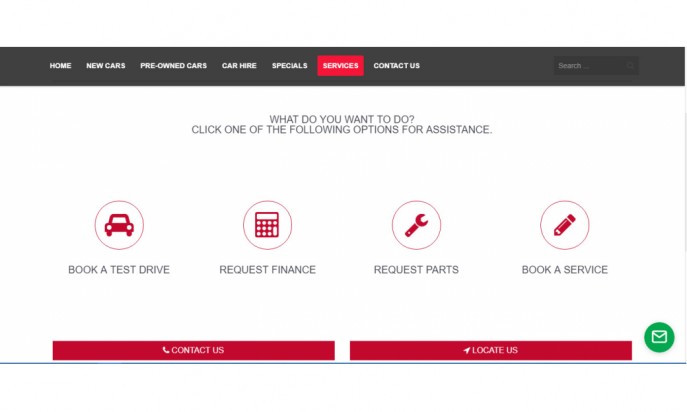 HOME NEW CARS PRE-OWNED CARS CAR HIRE SPECIALS SERVICES CONTACT US Search ...
WHAT DO YOU WANT TO DO?
CLICK ONE OF THE FOLLOWING OPTIONS FOR ASSISTANCE.
BOOK A TEST DRIVE REQUEST FINANCE REQUEST PARTS BOOK A SERVICE
CONTACT US LOCATE US